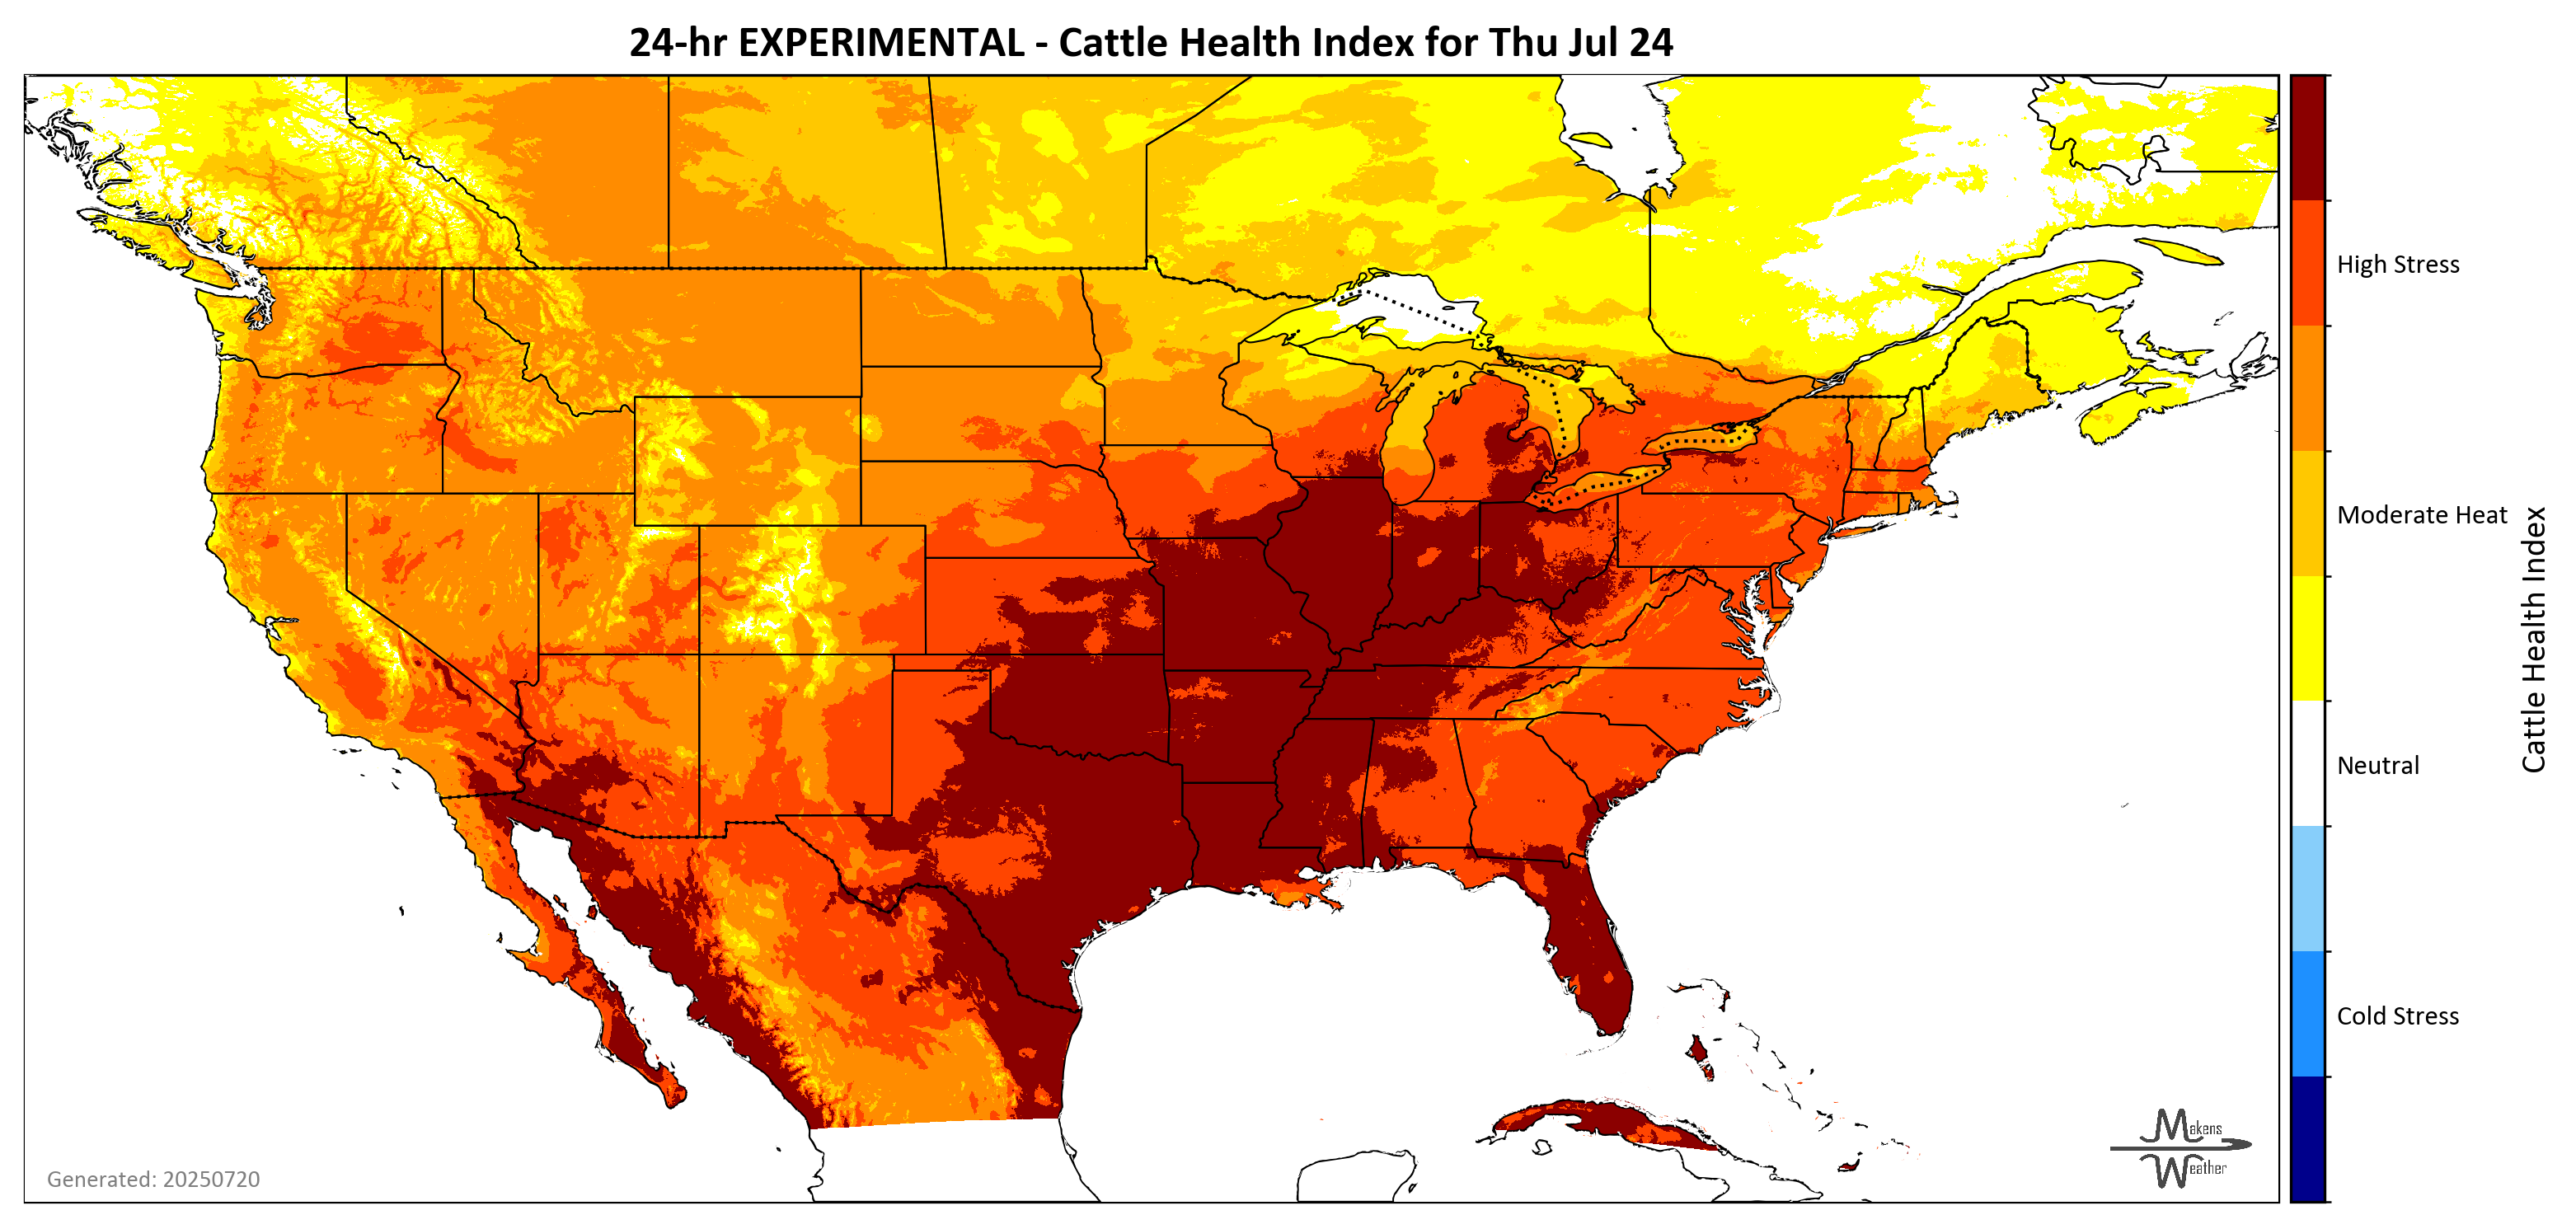 24-hr EXPERIMENTAL - Cattle Health Index for Thu Jul 24
High Stress
Moderate Heat
Neutral
Cold Stress
Cattle Health Index
Generated: 20250720
Makens
Weather